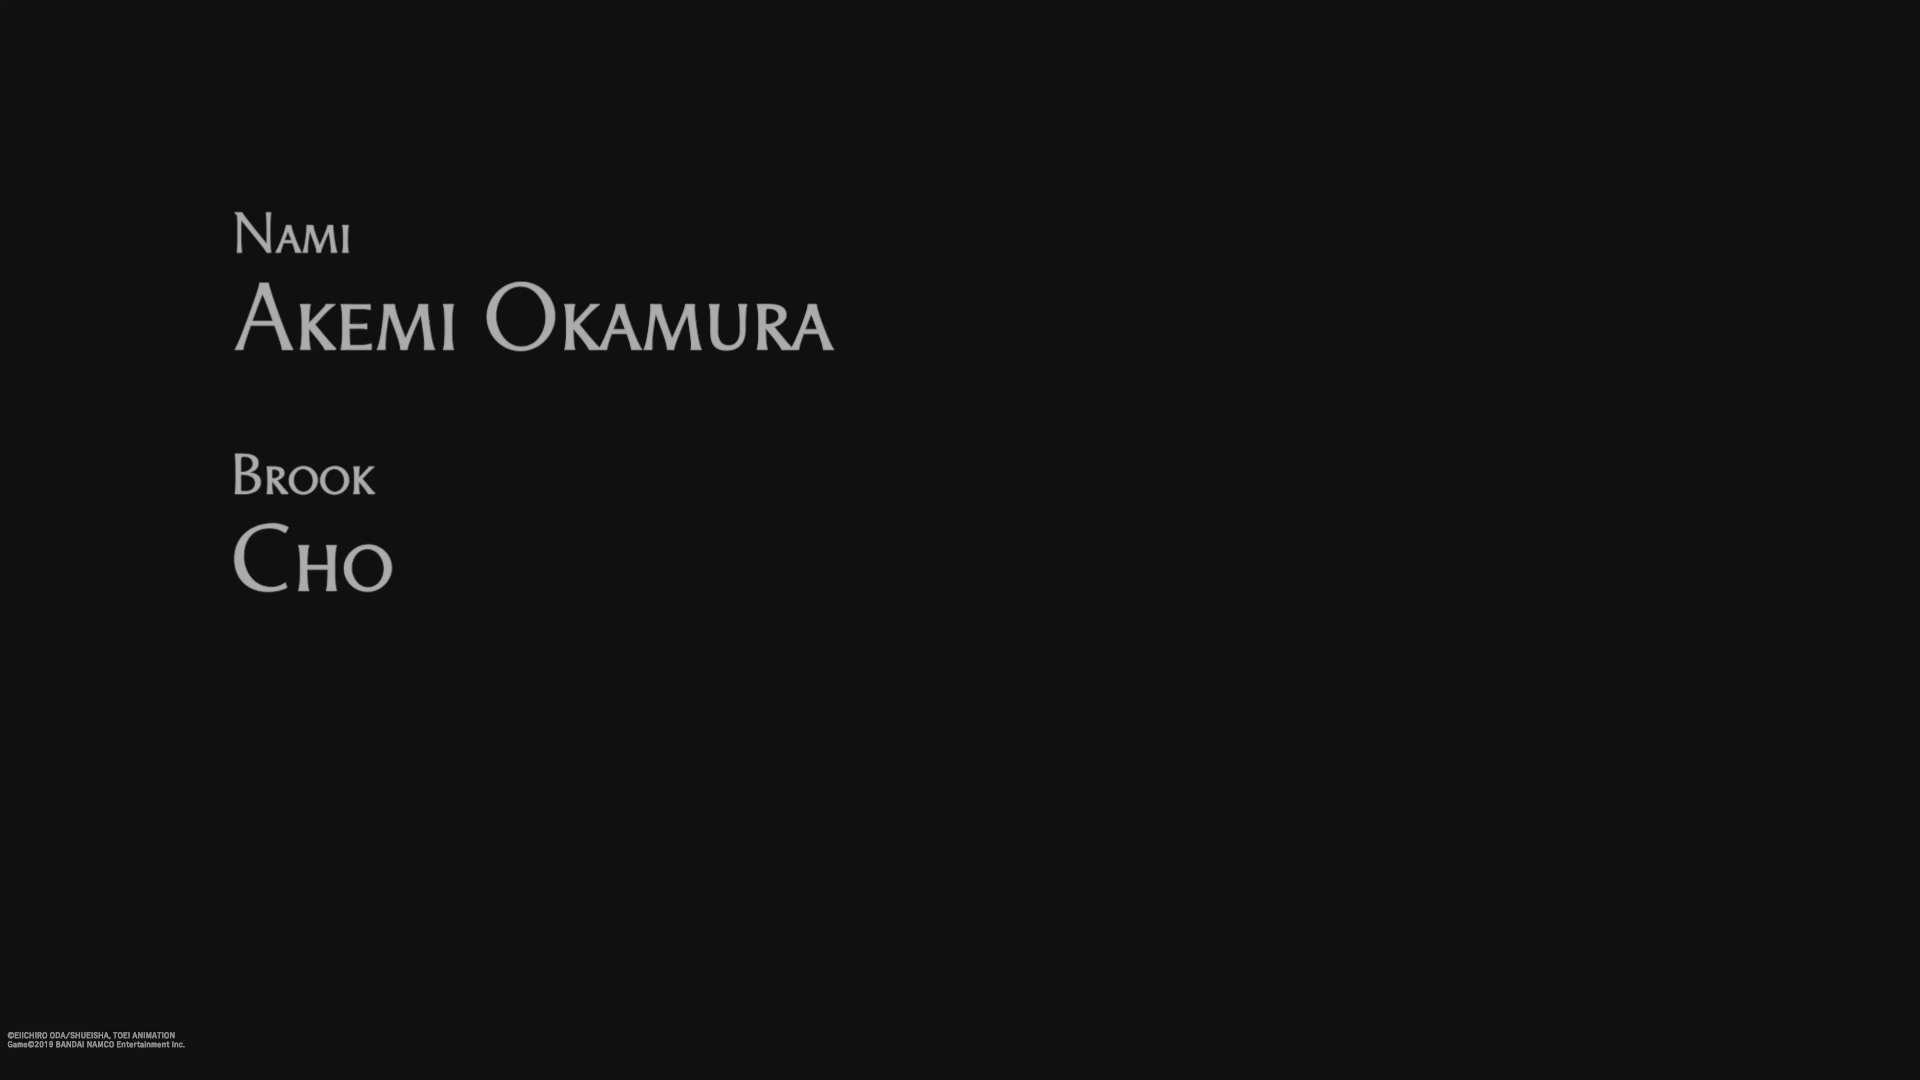 Nami
Akemi Okamura
Brook
Cho
©EIICHIRO ODA/SHUEISHA, TOEI ANIMATION
Game©2019 BANDAI NAMCO Entertainment Inc.